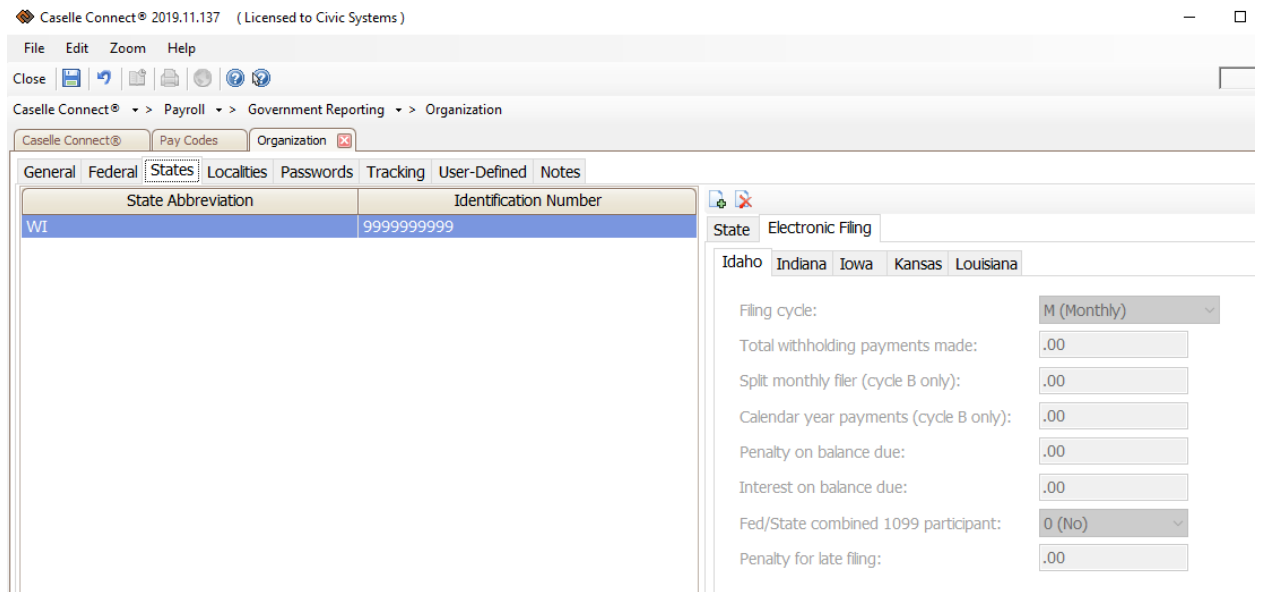 Caselle Connect® 2019.11.137 ( Licensed to Civic Systems )
File Edit Zoom Help
Close
Caselle Connect® > Payroll > Government Reporting > Organization
Caselle Connect® Pay Codes Organization
General Federal States Localities Passwords Tracking User-Defined Notes
State Abbreviation Identification Number
WI 9999999999
State Electronic Filing
Idaho Indiana Iowa Kansas Louisiana
Filing cycle: M (Monthly)
Total withholding payments made: .00
Split monthly filer (cycle B only): .00
Calendar year payments (cycle B only): .00
Penalty on balance due: .00
Interest on balance due: .00
Fed/State combined 1099 participant: 0 (No)
Penalty for late filing: .00